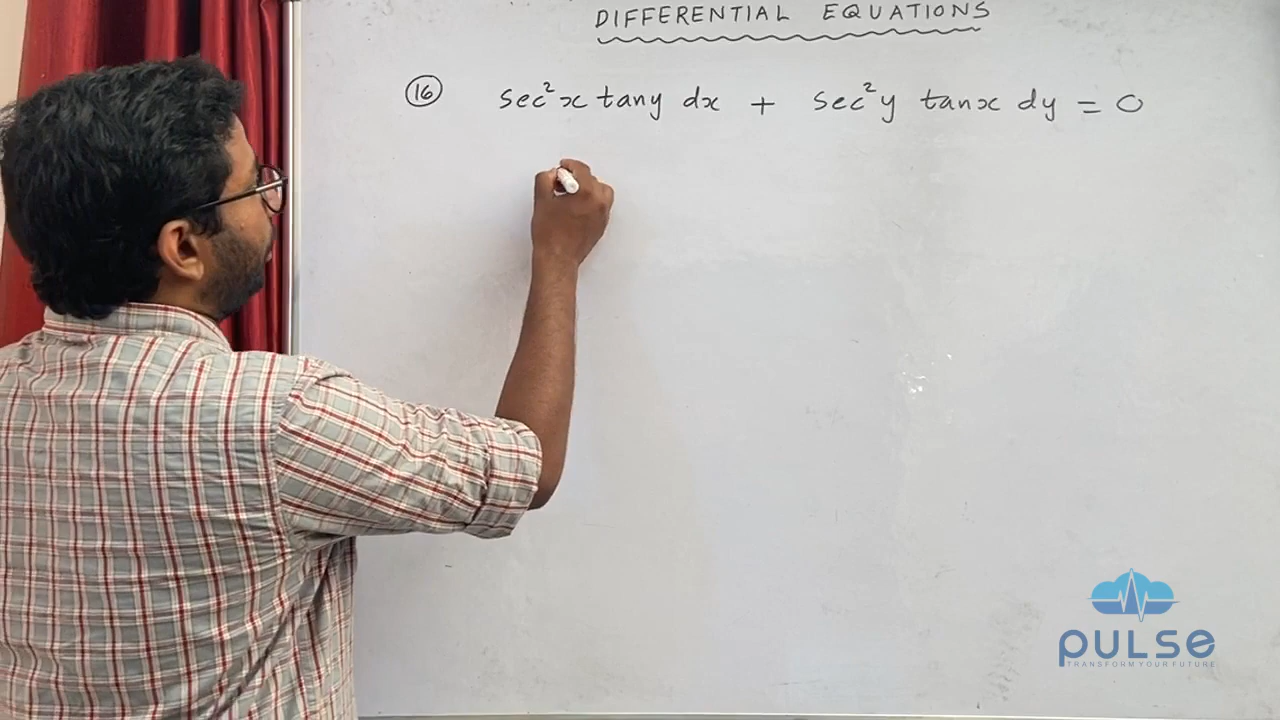 DIFFERENTIAL EQUATIONS
16 sec²x tany dx + sec²y tanx dy = 0
PULSE
TRANSFORM YOUR FUTURE